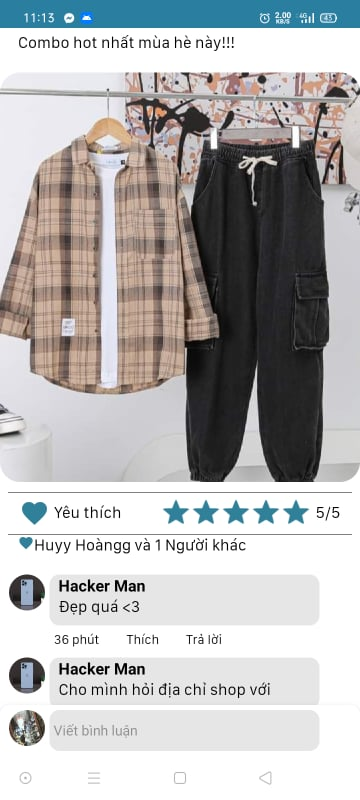 11:13 2.00 KB/S 4G 43
Combo hot nhất mùa hè này!!!
Yêu thích 5/5
Huyy Hoàngg và 1 Người khác
Hacker Man
Đẹp quá <3
36 phút Thích Trả lời
Hacker Man
Cho mình hỏi địa chỉ shop với
Viết bình luận